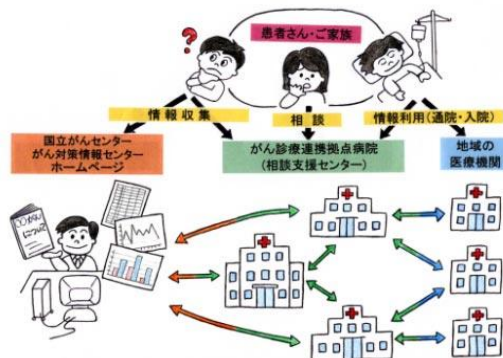 患者さん・ご家族
?
情報収集
相談
情報利用(通院・入院)
国立がんセンター
がん対策情報センター
ホームページ
がん診療連携拠点病院
(相談支援センター)
地域の
医療機関